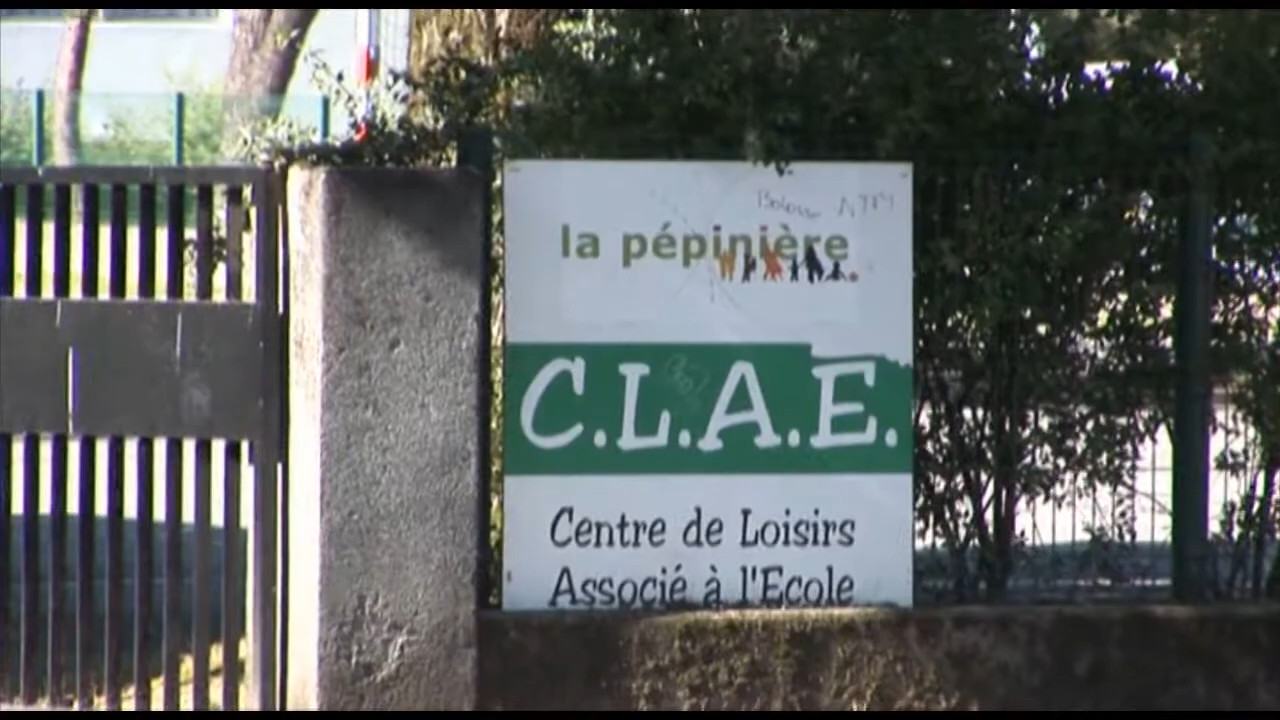 la pépinière
C.L.A.E.
Centre de Loisirs
Associé à l'Ecole